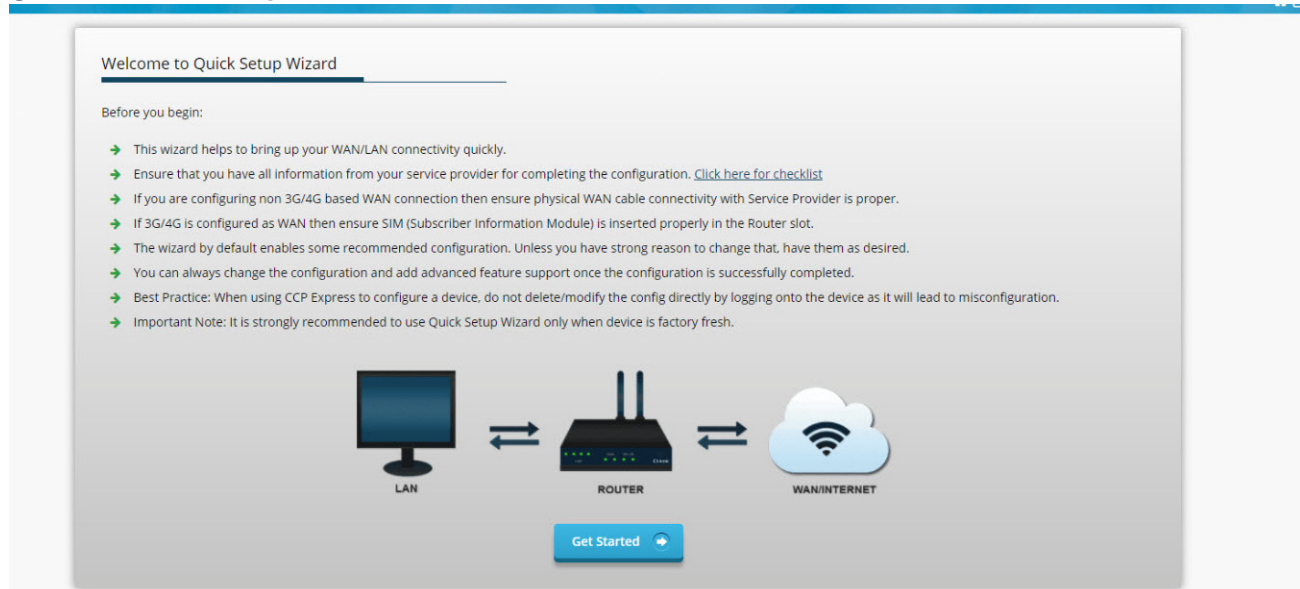 Welcome to Quick Setup Wizard
Before you begin:
This wizard helps to bring up your WAN/LAN connectivity quickly.
Ensure that you have all information from your service provider for completing the configuration. Click here for checklist
If you are configuring non 3G/4G based WAN connection then ensure physical WAN cable connectivity with Service Provider is proper.
If 3G/4G is configured as WAN then ensure SIM (Subscriber Information Module) is inserted properly in the Router slot.
The wizard by default enables some recommended configuration. Unless you have strong reason to change that, have them as desired.
You can always change the configuration and add advanced feature support once the configuration is successfully completed.
Best Practice: When using CCP Express to configure a device, do not delete/modify the config directly by logging onto the device as it will lead to misconfiguration.
Important Note: It is strongly recommended to use Quick Setup Wizard only when device is factory fresh.
LAN
ROUTER
WAN/INTERNET
Get Started